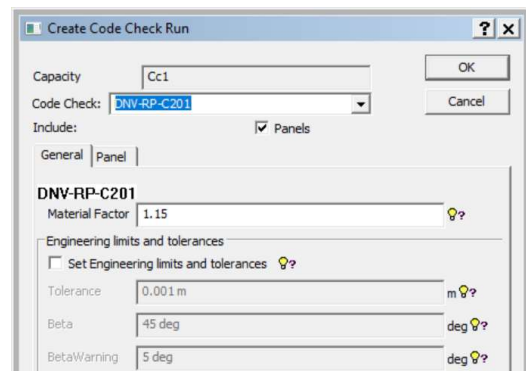 Create Code Check Run
? x
Capacity Cc1 OK
Code Check: DNV-RP-C201 Cancel
Include: Panels
General Panel
DNV-RP-C201
Material Factor 1.15 ?
Engineering limits and tolerances
Set Engineering limits and tolerances ?
Tolerance 0.001 m m ?
Beta 45 deg deg ?
BetaWarning 5 deg deg ?